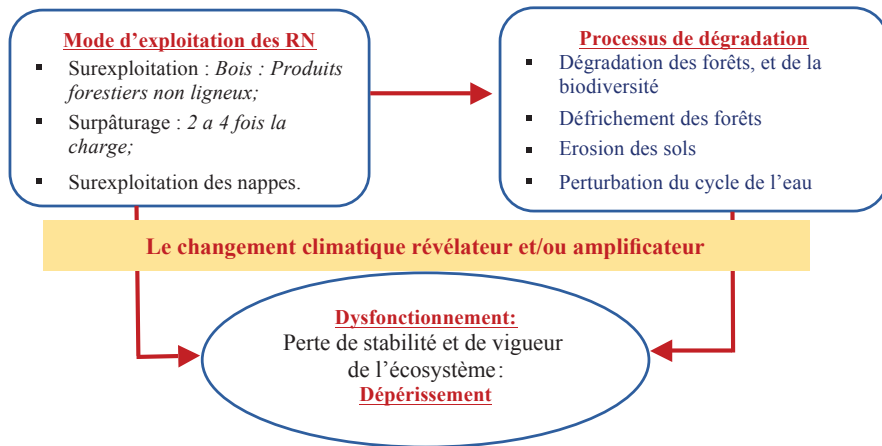 Mode d’exploitation des RN
▪ Surexploitation : Bois : Produits
forestiers non ligneux;
▪ Surpâturage : 2 a 4 fois la
charge;
▪ Surexploitation des nappes.
Processus de dégradation
▪ Dégradation des forêts, et de la
biodiversité
▪ Défrichement des forêts
▪ Erosion des sols
▪ Perturbation du cycle de l’eau
Le changement climatique révélateur et/ou amplificateur
Dysfonctionnement:
Perte de stabilité et de vigueur
de l’écosystème:
Dépérissement